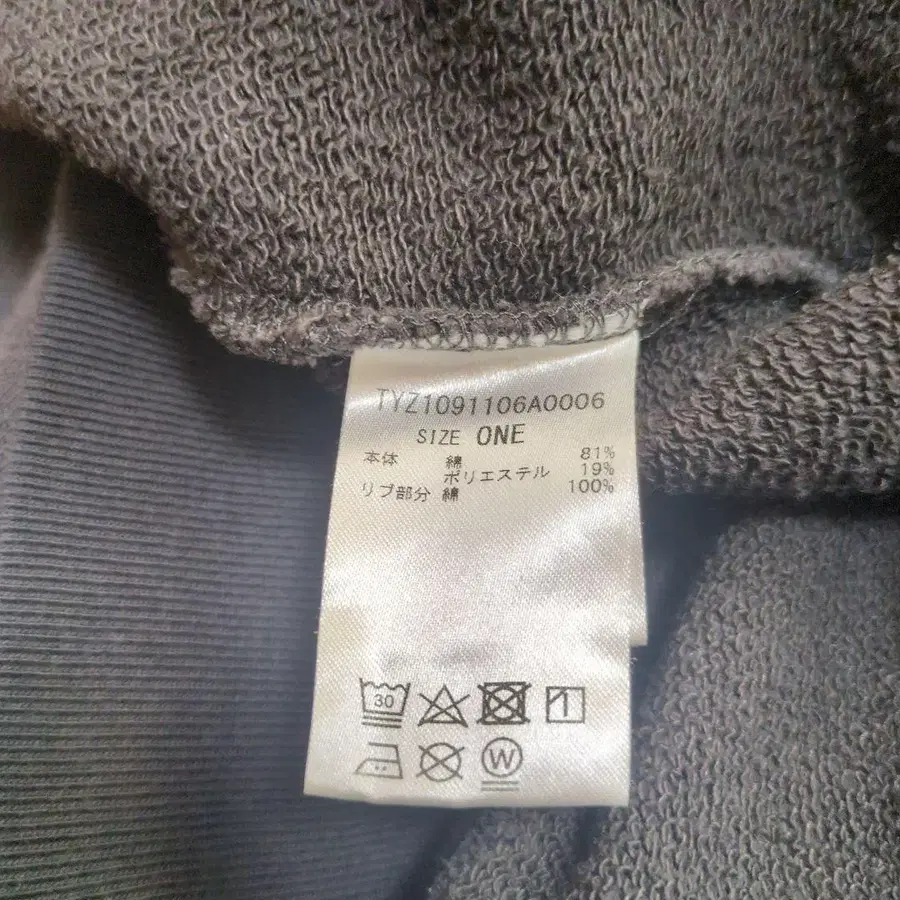 TYZ1091106A0006
SIZE ONE
本体 綿 81%
ポリエステル 19%
リブ部分 綿 100%
30
W